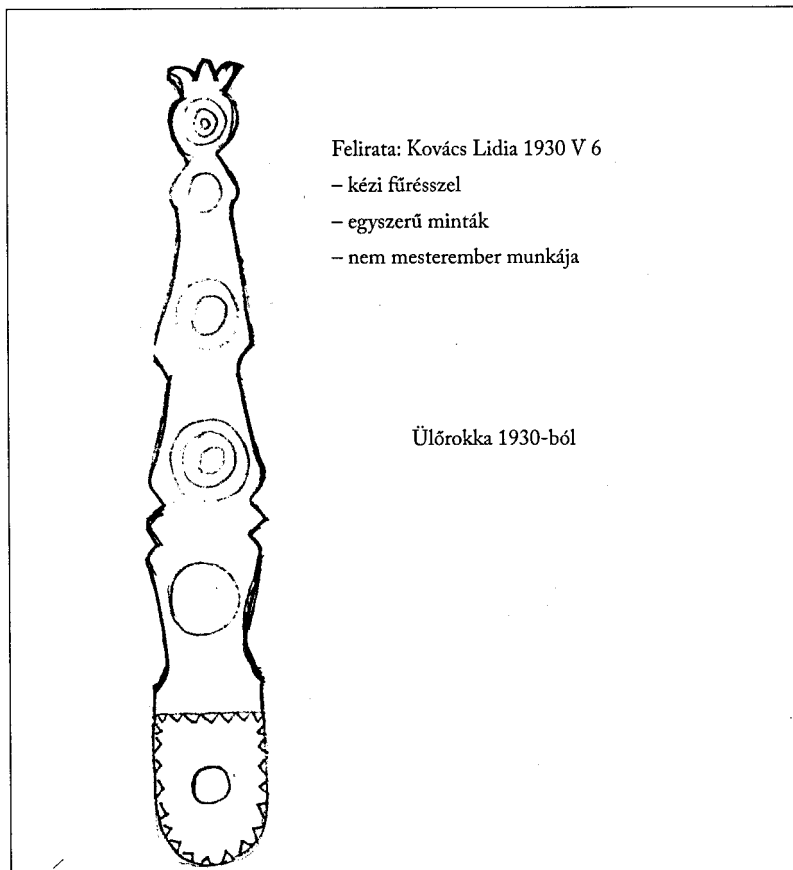 Felirata: Kovács Lidia 1930 V 6
– kézi fűrésszel
– egyszerű minták
– nem mesterember munkája
Ülőrokka 1930-ból